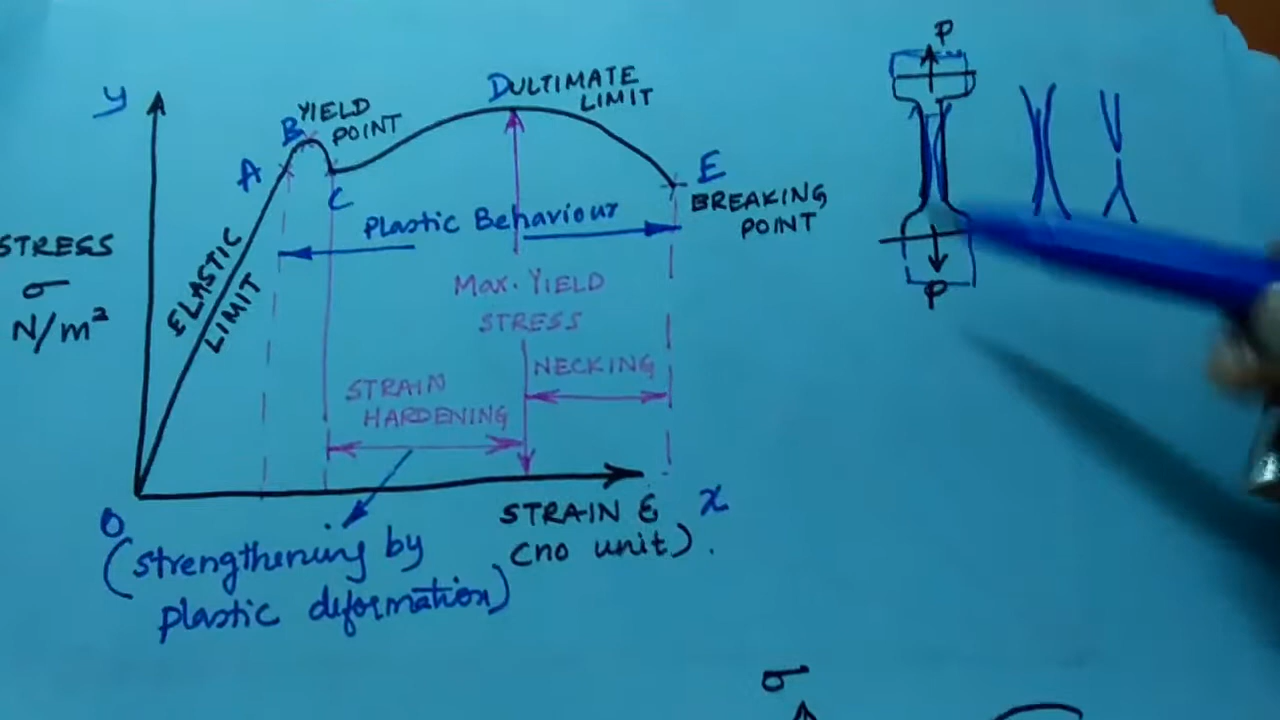 y
B YIELD
POINT
A
C
D ULTIMATE
LIMIT
E
BREAKING
POINT
Plastic Behaviour
STRESS
σ
N/m²
ELASTIC
LIMIT
Max. YIELD
STRESS
NECKING
STRAIN
HARDENING
O
STRAIN ε
x
(no unit).
(strengthening by
plastic deformation)
P
P
σ